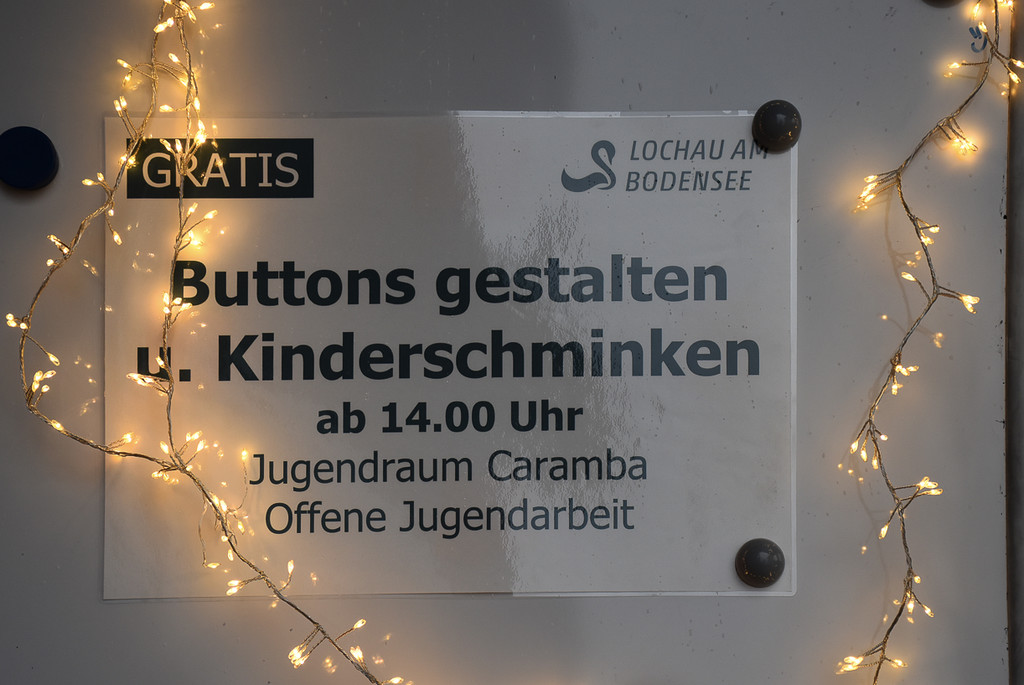 GRATIS
LOCHAU AM
BODENSEE
Buttons gestalten
u. Kinderschminken
ab 14.00 Uhr
Jugendraum Caramba
Offene Jugendarbeit